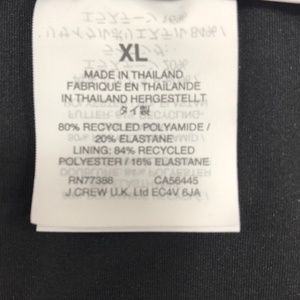 XL
MADE IN THAILAND
FABRIQUÉ EN THAÏLANDE
IN THAILAND HERGESTELLT
タイ製
80% RECYCLED POLYAMIDE /
20% ELASTANE
LINING: 84% RECYCLED
POLYESTER / 16% ELASTANE
RN77388 CA56445
J.CREW U.K. Ltd EC4V 6JA